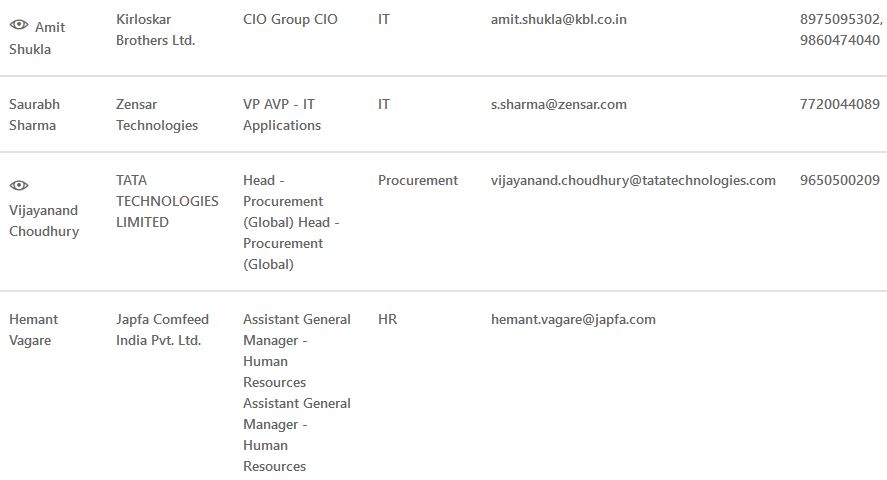 Amit
Shukla
Kirloskar
Brothers Ltd.
CIO Group CIO
IT
amit.shukla@kbl.co.in
8975095302,
9860474040
Saurabh
Sharma
Zensar
Technologies
VP AVP - IT
Applications
IT
s.sharma@zensar.com
7720044089
Vijayanand
Choudhury
TATA
TECHNOLOGIES
LIMITED
Head -
Procurement
(Global) Head -
Procurement
(Global)
Procurement
vijayanand.choudhury@tatatechnologies.com
9650500209
Hemant
Vagare
Japfa Comfeed
India Pvt. Ltd.
Assistant General
Manager -
Human
Resources
Assistant General
Manager -
Human
Resources
HR
hemant.vagare@japfa.com